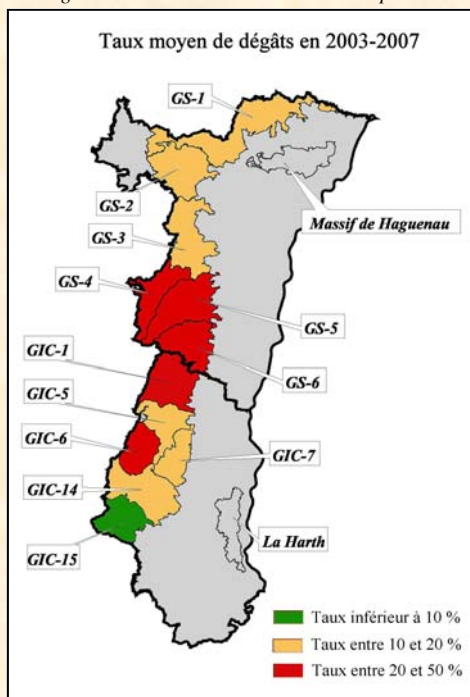 Taux moyen de dégâts en 2003-2007
GS-1
GS-2
Massif de Haguenau
GS-3
GS-4
GS-5
GIC-1
GS-6
GIC-5
GIC-6
GIC-7
GIC-14
La Harth
GIC-15
Taux inférieur à 10 %
Taux entre 10 et 20 %
Taux entre 20 et 50 %